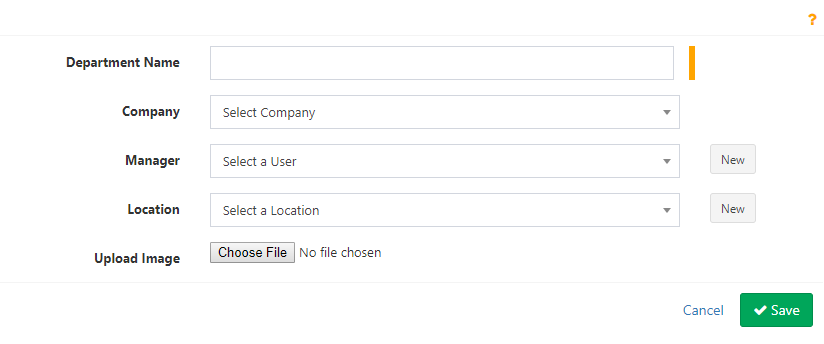 ?
Department Name
Company Select Company
Manager Select a User New
Location Select a Location New
Upload Image Choose File No file chosen
Cancel Save